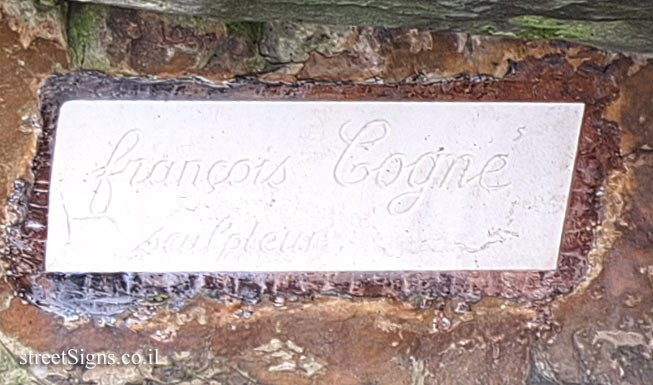 françois Cogné
sculpteur
streetSigns.co.il